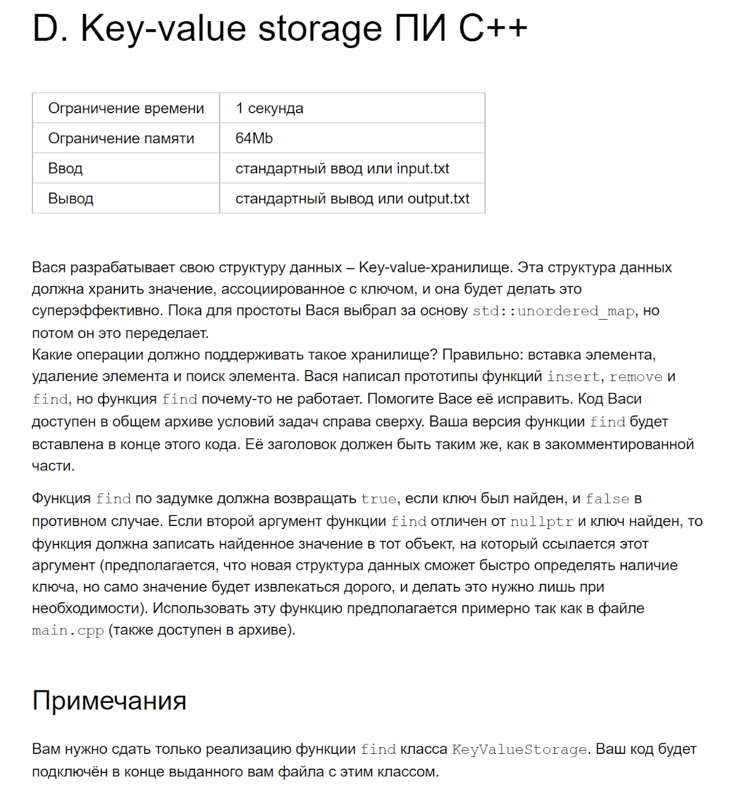 D. Key-value storage ПИ C++
Ограничение времени 1 секунда
Ограничение памяти 64Mb
Ввод стандартный ввод или input.txt
Вывод стандартный вывод или output.txt
Вася разрабатывает свою структуру данных – Key-value-хранилище. Эта структура данных
должна хранить значение, ассоциированное с ключом, и она будет делать это
суперэффективно. Пока для простоты Вася выбрал за основу std::unordered_map, но
потом он это переделает.
Какие операции должно поддерживать такое хранилище? Правильно: вставка элемента,
удаление элемента и поиск элемента. Вася написал прототипы функций insert, remove и
find, но функция find почему-то не работает. Помогите Васе её исправить. Код Васи
доступен в общем архиве условий задач справа сверху. Ваша версия функции find будет
вставлена в конце этого кода. Её заголовок должен быть таким же, как в закомментированной
части.
Функция find по задумке должна возвращать true, если ключ был найден, и false в
противном случае. Если второй аргумент функции find отличен от nullptr и ключ найден, то
функция должна записать найденное значение в тот объект, на который ссылается этот
аргумент (предполагается, что новая структура данных сможет быстро определять наличие
ключа, но само значение будет извлекаться дорого, и делать это нужно лишь при
необходимости). Использовать эту функцию предполагается примерно так как в файле
main.cpp (также доступен в архиве).
Примечания
Вам нужно сдать только реализацию функции find класса KeyValueStorage. Ваш код будет
подключён в конце выданного вам файла с этим классом.